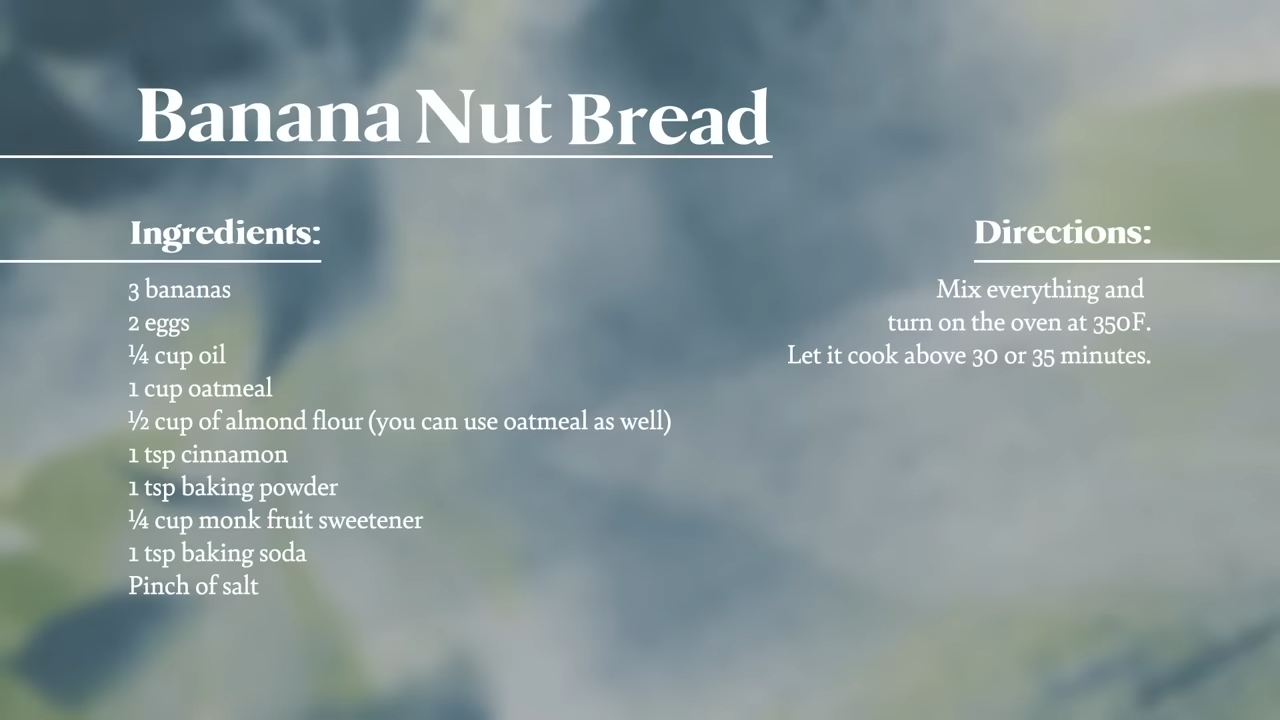 Banana Nut Bread
Ingredients:
3 bananas
2 eggs
¼ cup oil
1 cup oatmeal
½ cup of almond flour (you can use oatmeal as well)
1 tsp cinnamon
1 tsp baking powder
¼ cup monk fruit sweetener
1 tsp baking soda
Pinch of salt
Directions:
Mix everything and
turn on the oven at 350F.
Let it cook above 30 or 35 minutes.